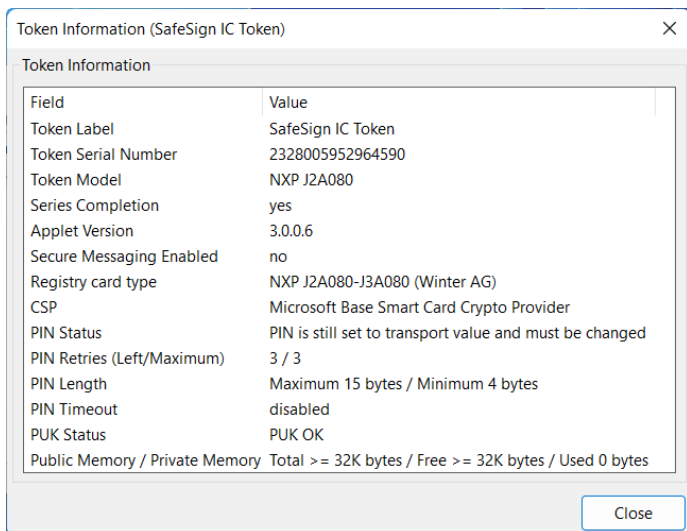 Token Information (SafeSign IC Token)
Token Information
Field Value
Token Label SafeSign IC Token
Token Serial Number 2328005952964590
Token Model NXP J2A080
Series Completion yes
Applet Version 3.0.0.6
Secure Messaging Enabled no
Registry card type NXP J2A080-J3A080 (Winter AG)
CSP Microsoft Base Smart Card Crypto Provider
PIN Status PIN is still set to transport value and must be changed
PIN Retries (Left/Maximum) 3 / 3
PIN Length Maximum 15 bytes / Minimum 4 bytes
PIN Timeout disabled
PUK Status PUK OK
Public Memory / Private Memory Total >= 32K bytes / Free >= 32K bytes / Used 0 bytes
Close